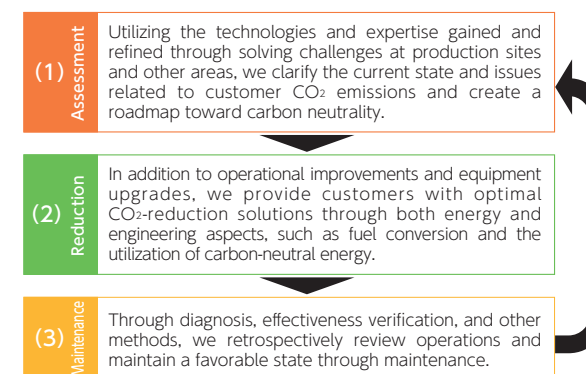 (1) Assessment
Utilizing the technologies and expertise gained and
refined through solving challenges at production sites
and other areas, we clarify the current state and issues
related to customer CO2 emissions and create a
roadmap toward carbon neutrality.
(2) Reduction
In addition to operational improvements and equipment
upgrades, we provide customers with optimal
CO2-reduction solutions through both energy and
engineering aspects, such as fuel conversion and the
utilization of carbon-neutral energy.
(3) Maintenance
Through diagnosis, effectiveness verification, and other
methods, we retrospectively review operations and
maintain a favorable state through maintenance.